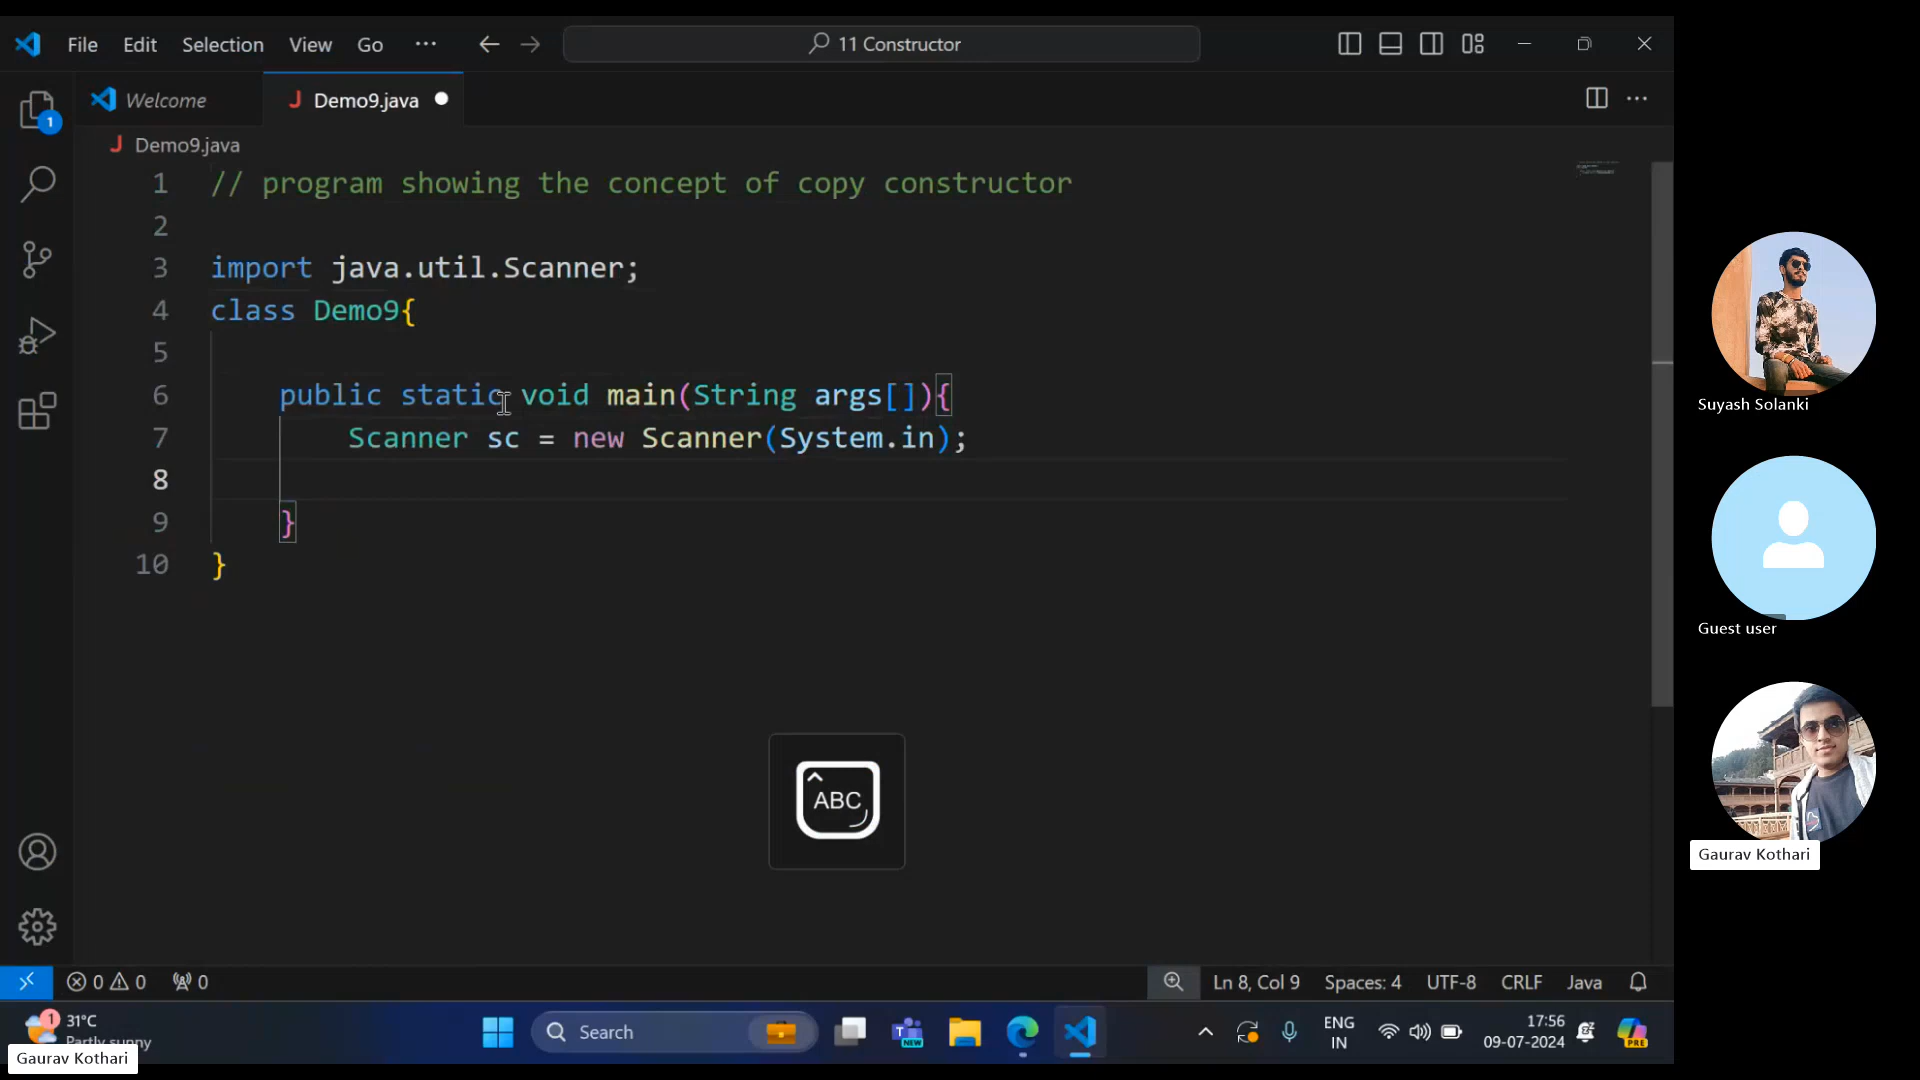 File Edit Selection View Go ··· 11 Constructor
Welcome J Demo9.java
1
J Demo9.java
1 // program showing the concept of copy constructor
2
3 import java.util.Scanner;
4 class Demo9{
5
6 public static void main(String args[]){
7 Scanner sc = new Scanner(System.in);
8
9 }
10 }
ABC
Suyash Solanki
Guest user
Gaurav Kothari
0 0 0 Ln 8, Col 9 Spaces: 4 UTF-8 CRLF Java
1 31°C
Partly sunny
Search
NEW
ENG
IN
17:56
09-07-2024
PRE
Gaurav Kothari